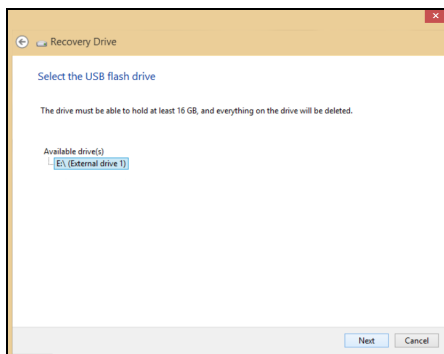 Recovery Drive
Select the USB flash drive
The drive must be able to hold at least 16 GB, and everything on the drive will be deleted.
Available drive(s)
E:\ (External drive 1)
Next Cancel